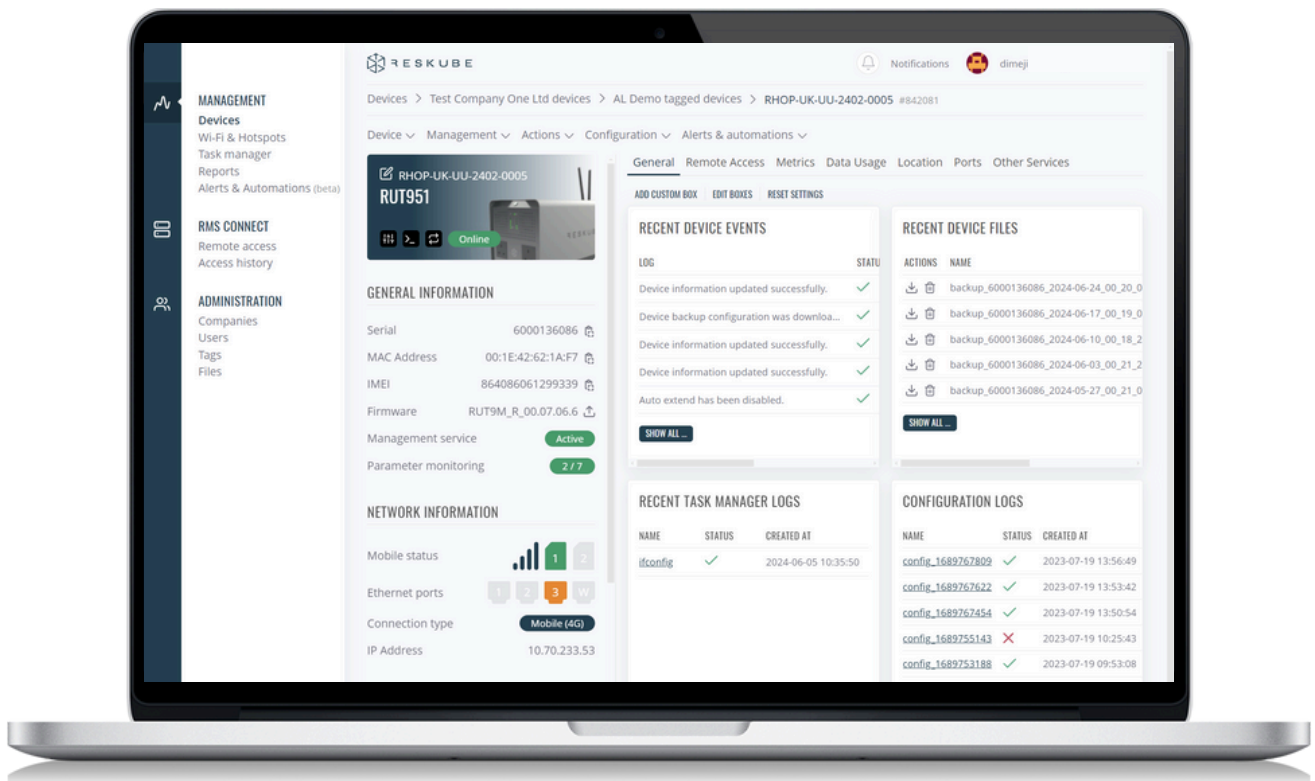 RESKUBE
Notifications
dimeji
MANAGEMENT
Devices
Wi-Fi & Hotspots
Task manager
Reports
Alerts & Automations (beta)
RMS CONNECT
Remote access
Access history
ADMINISTRATION
Companies
Users
Tags
Files
Devices > Test Company One Ltd devices > AL Demo tagged devices > RHOP-UK-UU-2402-0005 #842081
Device Management Actions Configuration Alerts & automations
RHOP-UK-UU-2402-0005
RUT951
RESKUB
Online
GENERAL INFORMATION
Serial 6000136086
MAC Address 00:1E:42:62:1A:F7
IMEI 864086061299339
Firmware RUT9M_R_00.07.06.6
Management service Active
Parameter monitoring 2 / 7
NETWORK INFORMATION
Mobile status 1 2
Ethernet ports 1 2 3 W
Connection type Mobile (4G)
IP Address 10.70.233.53
General Remote Access Metrics Data Usage Location Ports Other Services
ADD CUSTOM BOX EDIT BOXES RESET SETTINGS
RECENT DEVICE EVENTS
LOG STATU
Device information updated successfully.
Device backup configuration was downloa...
Device information updated successfully.
Device information updated successfully.
Auto extend has been disabled.
SHOW ALL ...
RECENT DEVICE FILES
ACTIONS NAME
backup_6000136086_2024-06-24_00_20_0
backup_6000136086_2024-06-17_00_19_0
backup_6000136086_2024-06-10_00_18_2
backup_6000136086_2024-06-03_00_21_2
backup_6000136086_2024-05-27_00_21_0
SHOW ALL ...
RECENT TASK MANAGER LOGS
NAME STATUS CREATED AT
ifconfig 2024-06-05 10:35:50
CONFIGURATION LOGS
NAME STATUS CREATED AT
config_1689767809 2023-07-19 13:56:49
config_1689767622 2023-07-19 13:53:42
config_1689767454 2023-07-19 13:50:54
config_1689755143 2023-07-19 10:25:43
config_1689753188 2023-07-19 09:53:08